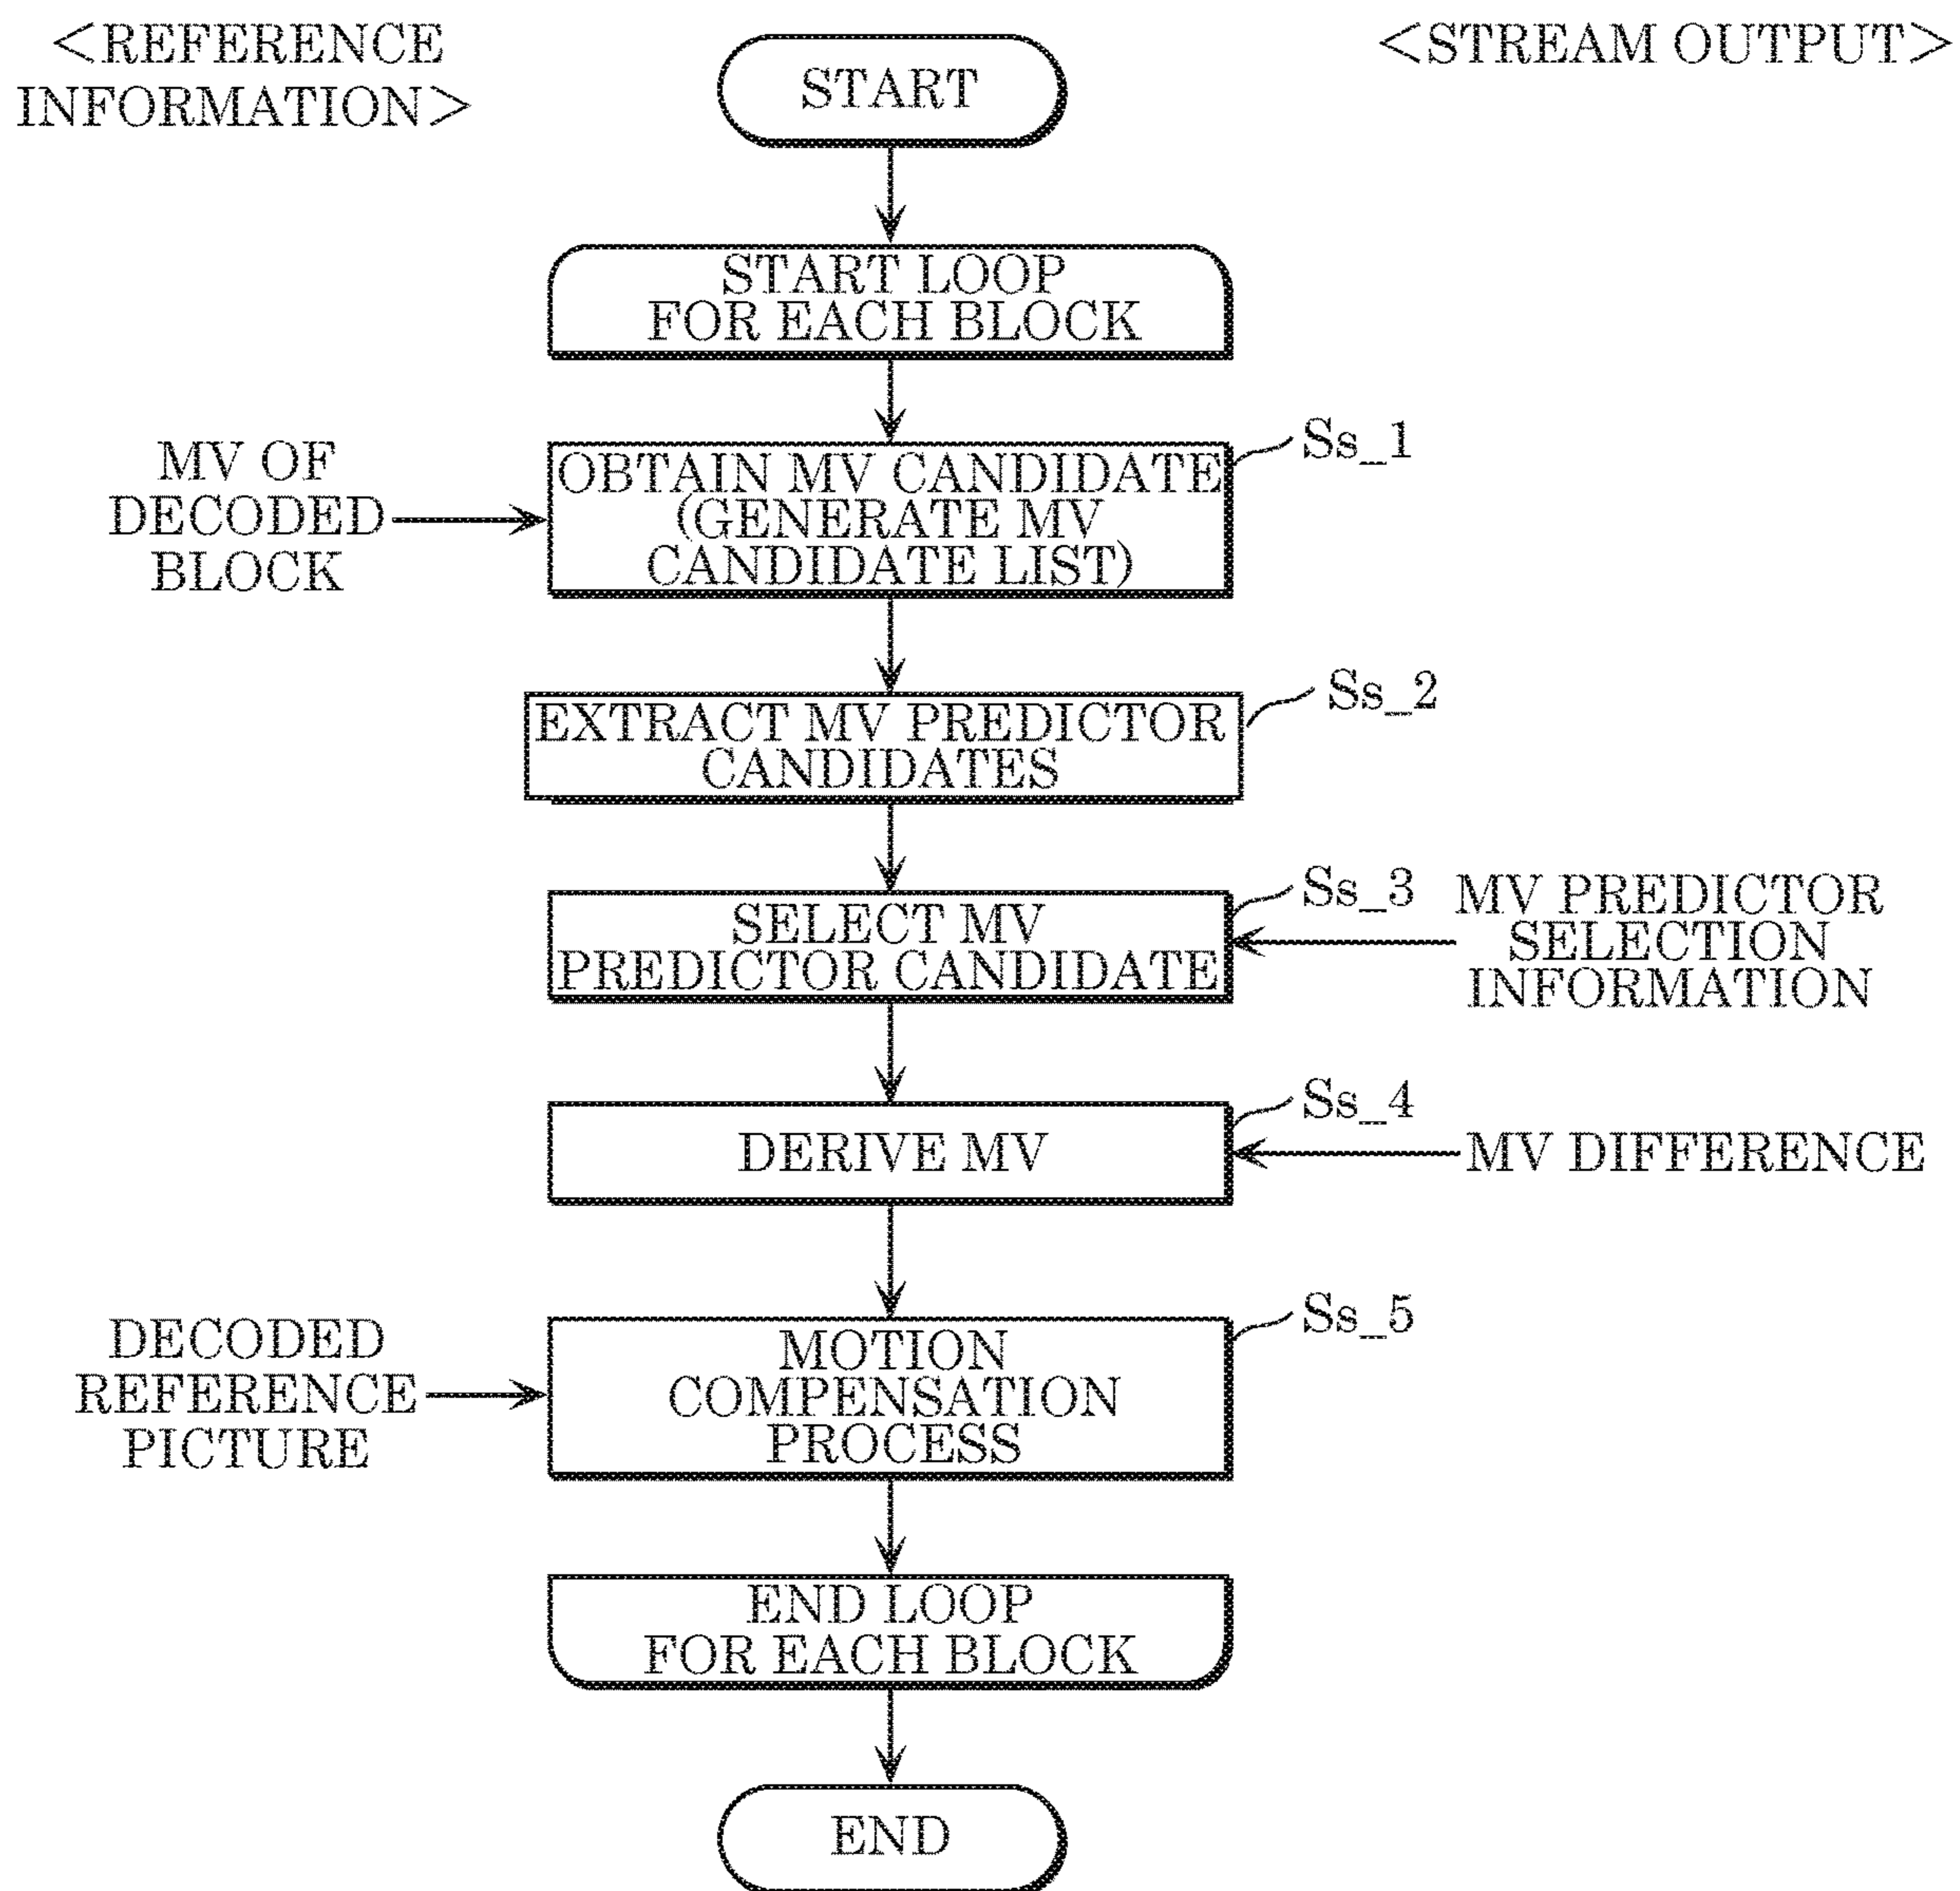 <REFERENCE
INFORMATION>
<STREAM OUTPUT>
START
START LOOP
FOR EACH BLOCK
MV OF
DECODED
BLOCK
OBTAIN MV CANDIDATE
(GENERATE MV
CANDIDATE LIST)
Ss_1
EXTRACT MV PREDICTOR
CANDIDATES
Ss_2
SELECT MV
PREDICTOR CANDIDATE
Ss_3
MV PREDICTOR
SELECTION
INFORMATION
DERIVE MV
Ss_4
MV DIFFERENCE
DECODED
REFERENCE
PICTURE
MOTION
COMPENSATION
PROCESS
Ss_5
END LOOP
FOR EACH BLOCK
END